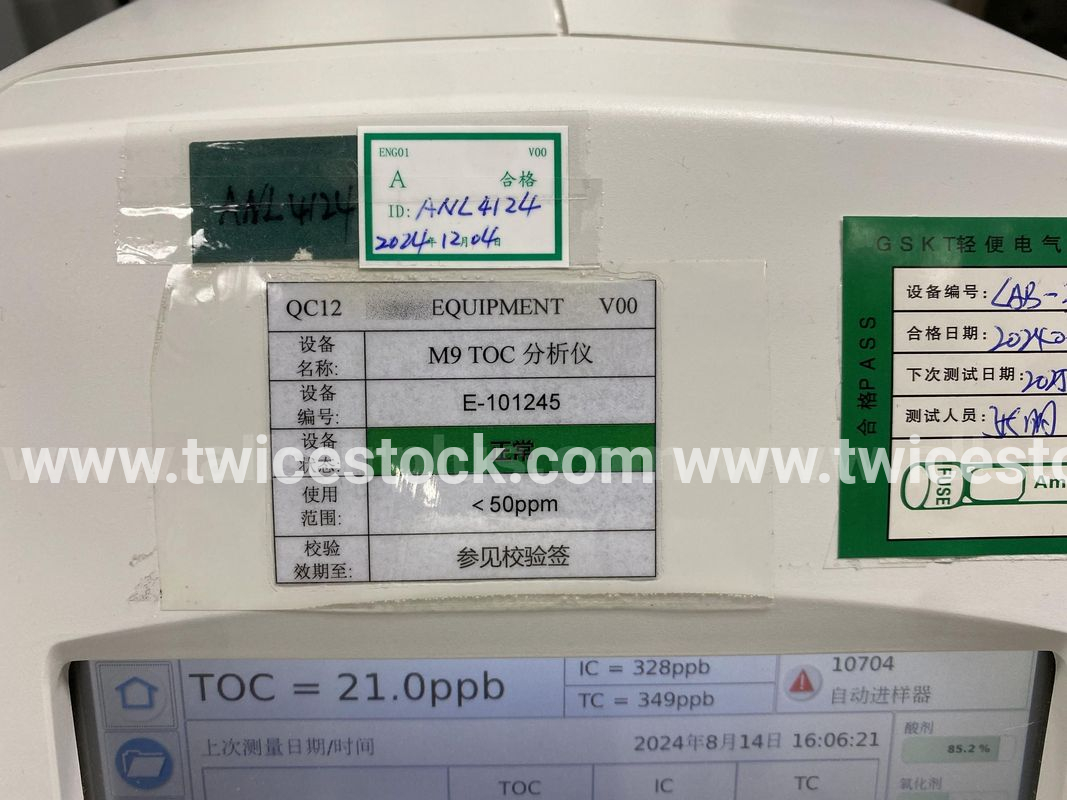 ENG01 V00
A 合格
ANL4124
ID: ANL4124
2024年12月04日
QC12 EQUIPMENT V00
设备名称: M9 TOC 分析仪
设备编号: E-101245
设备状态: 正常
使用范围: <50ppm
校验效期至: 参见校验签
GSKT轻便电气
合格PASS
设备编号: LAB-
合格日期:
下次测试日期:
测试人员:
FUSE
Am
www.twicestock.com www.twicesto
TOC = 21.0ppb
IC = 328ppb
TC = 349ppb
10704
自动进样器
上次测量日期/时间 2024年8月14日 16:06:21
酸剂
85.2 %
氧化剂
TOC IC TC